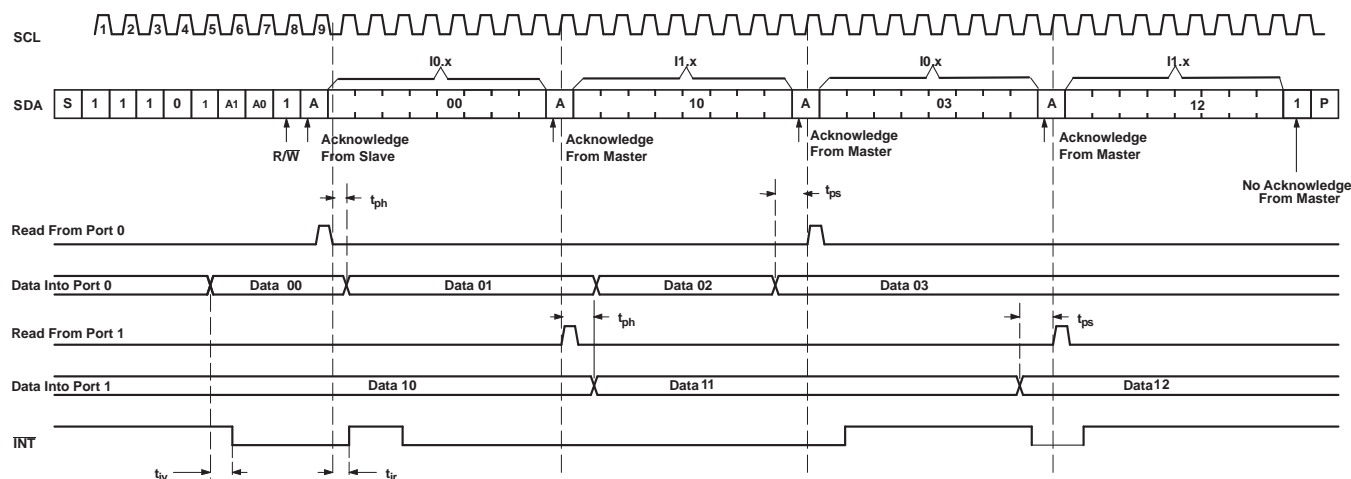 SCL
1 2 3 4 5 6 7 8 9
I0.x I1.x I0.x I1.x
SDA S 1 1 1 0 1 A1 A0 1 A 00 A 10 A 03 A 12 1 P
R/W
Acknowledge
From Slave
Acknowledge
From Master
Acknowledge
From Master
Acknowledge
From Master
No Acknowledge
From Master
tph
tps
Read From Port 0
Data Into Port 0 Data 00 Data 01 Data 02 Data 03
tph
tps
Read From Port 1
Data Into Port 1 Data 10 Data 11 Data12
INT
tiv
tir